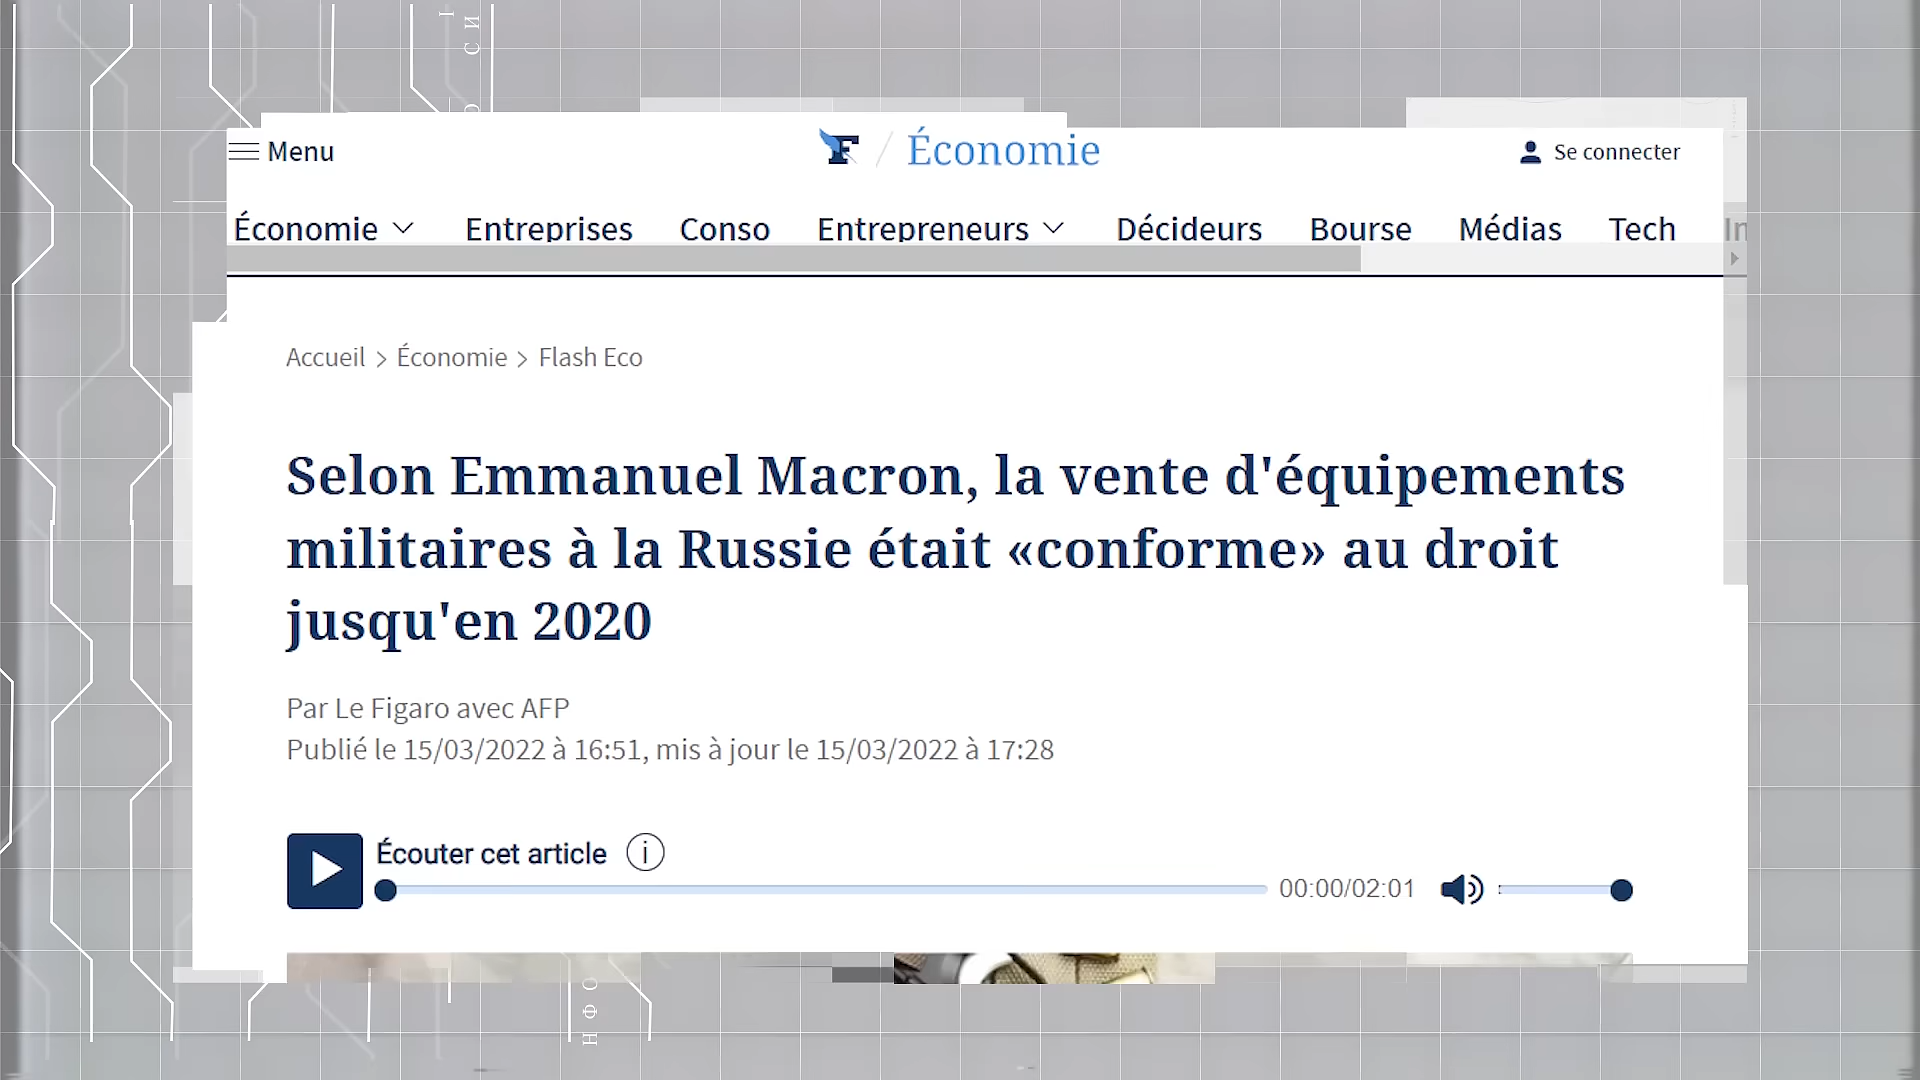 Menu
F / Économie
Se connecter
Économie Entreprises Conso Entrepreneurs Décideurs Bourse Médias Tech In
Accueil > Économie > Flash Eco
Selon Emmanuel Macron, la vente d'équipements
militaires à la Russie était «conforme» au droit
jusqu'en 2020
Par Le Figaro avec AFP
Publié le 15/03/2022 à 16:51, mis à jour le 15/03/2022 à 17:28
Écouter cet article i
00:00/02:01